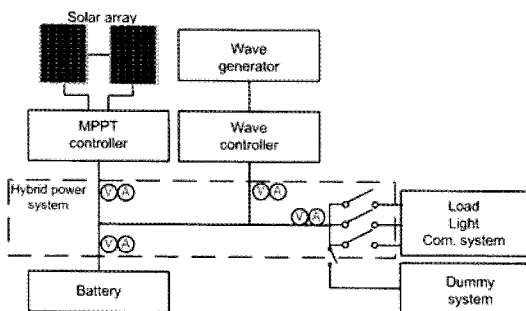 Solar array
Wave
generator
MPPT
controller
Wave
controller
Hybrid power
system
V A
V A
V A
V A
Load
Light
Com. system
Battery
Dummy
system